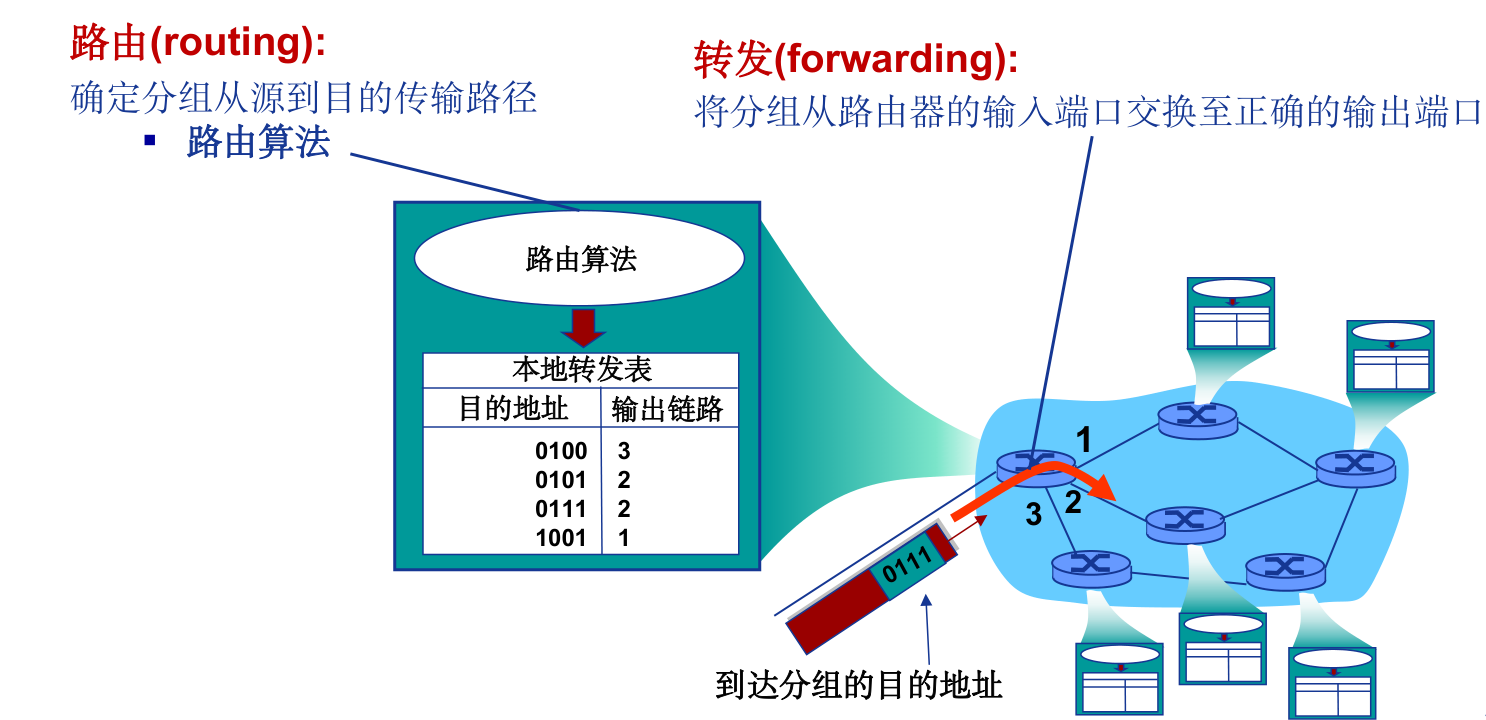 路由(routing):
确定分组从源到目的传输路径
▪ 路由算法
转发(forwarding):
将分组从路由器的输入端口交换至正确的输出端口
路由算法
本地转发表
目的地址 输出链路
0100 3
0101 2
0111 2
1001 1
1
2
3
0111
到达分组的目的地址